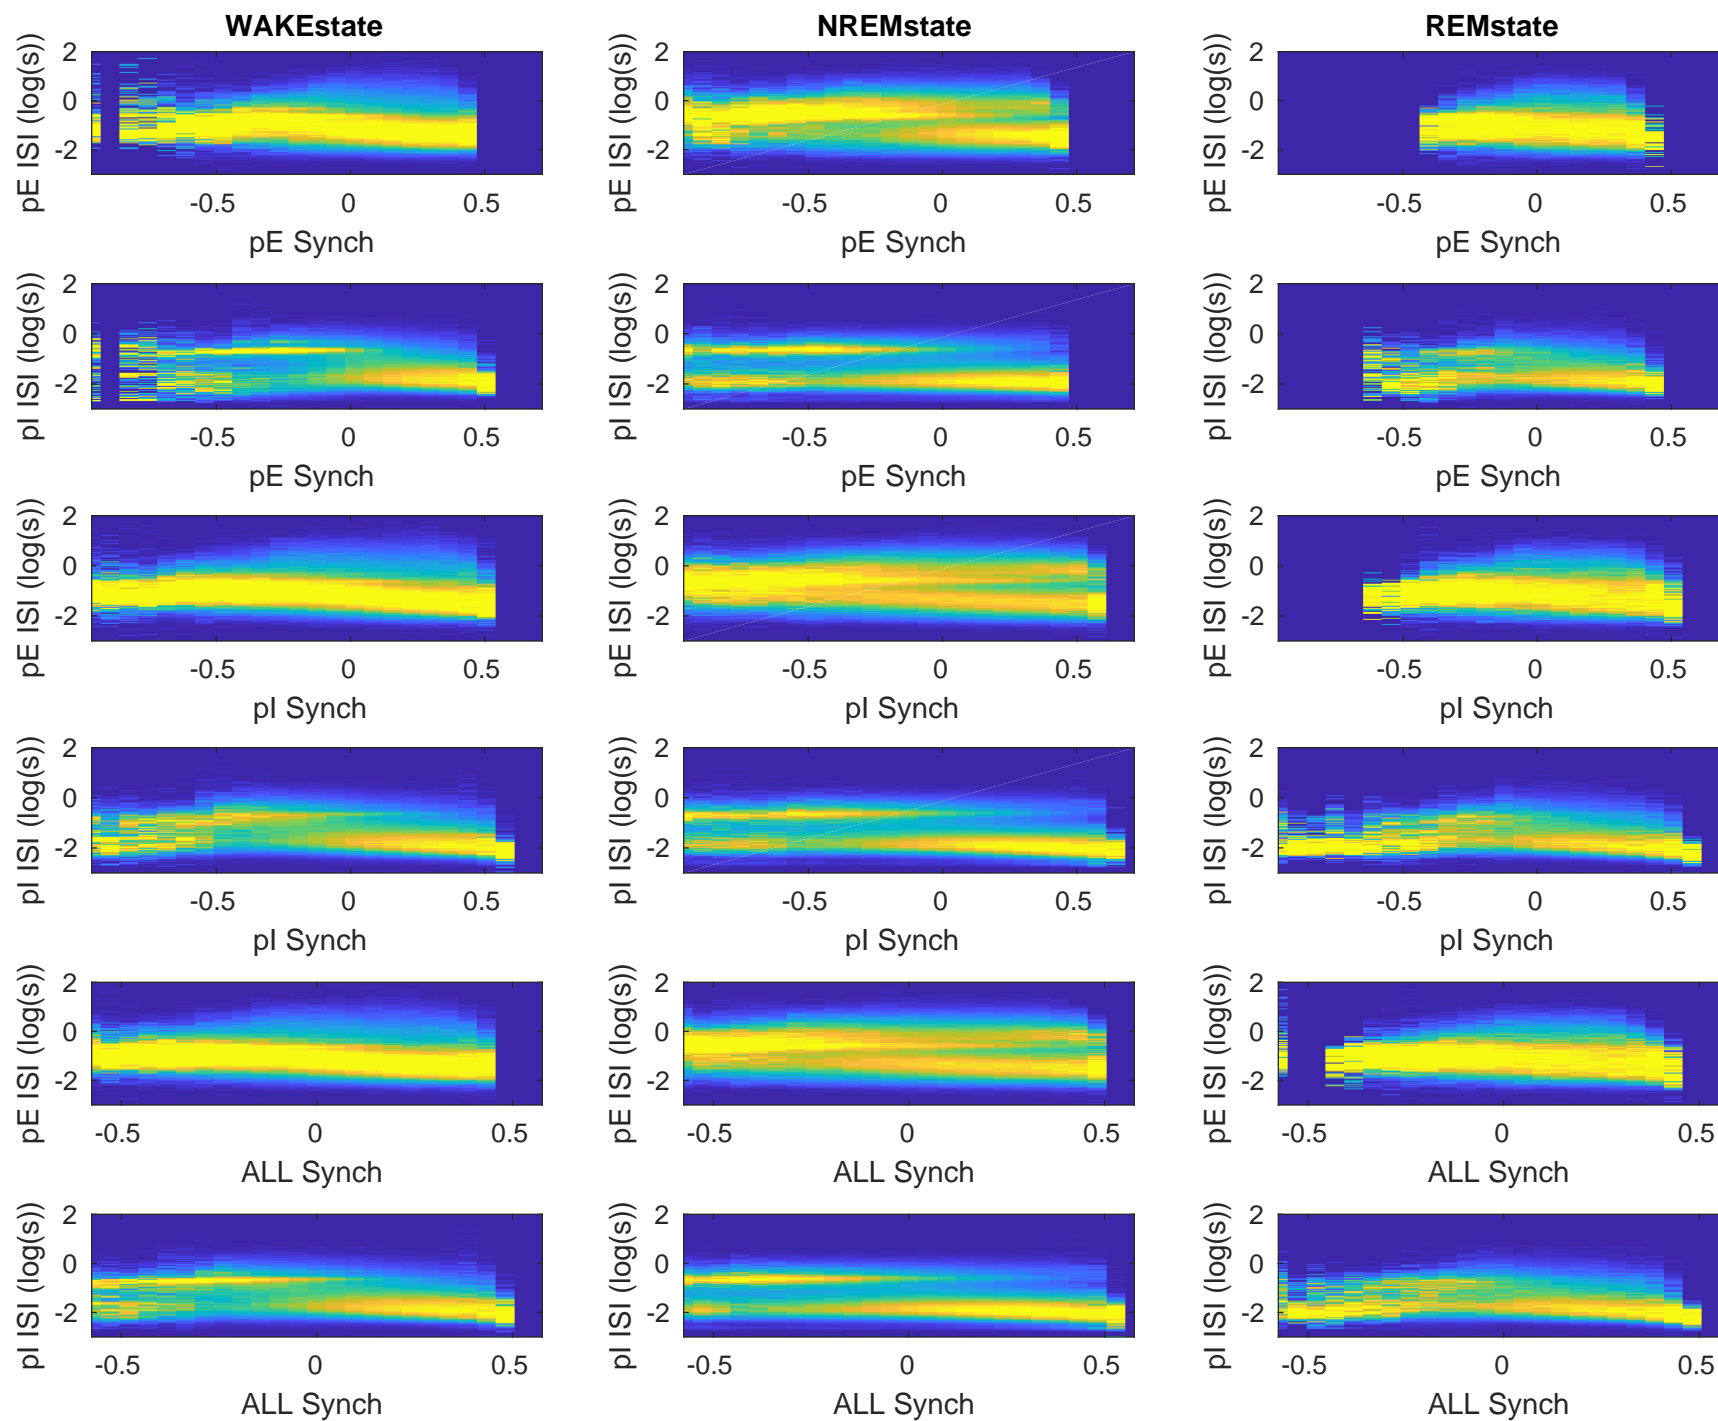 WAKEstate NREMstate REMstate
pE ISI (log(s)) 2 0 -2 pE ISI (log(s)) 2 0 -2 pE ISI (log(s)) 2 0 -2
-0.5 0 0.5 -0.5 0 0.5 -0.5 0 0.5
pE Synch pE Synch pE Synch
pI ISI (log(s)) 2 0 -2 pI ISI (log(s)) 2 0 -2 pI ISI (log(s)) 2 0 -2
-0.5 0 0.5 -0.5 0 0.5 -0.5 0 0.5
pE Synch pE Synch pE Synch
pE ISI (log(s)) 2 0 -2 pE ISI (log(s)) 2 0 -2 pE ISI (log(s)) 2 0 -2
-0.5 0 0.5 -0.5 0 0.5 -0.5 0 0.5
pI Synch pI Synch pI Synch
pI ISI (log(s)) 2 0 -2 pI ISI (log(s)) 2 0 -2 pI ISI (log(s)) 2 0 -2
-0.5 0 0.5 -0.5 0 0.5 -0.5 0 0.5
pI Synch pI Synch pI Synch
pE ISI (log(s)) 2 0 -2 pE ISI (log(s)) 2 0 -2 pE ISI (log(s)) 2 0 -2
-0.5 0 0.5 -0.5 0 0.5 -0.5 0 0.5
ALL Synch ALL Synch ALL Synch
pI ISI (log(s)) 2 0 -2 pI ISI (log(s)) 2 0 -2 pI ISI (log(s)) 2 0 -2
-0.5 0 0.5 -0.5 0 0.5 -0.5 0 0.5
ALL Synch ALL Synch ALL Synch